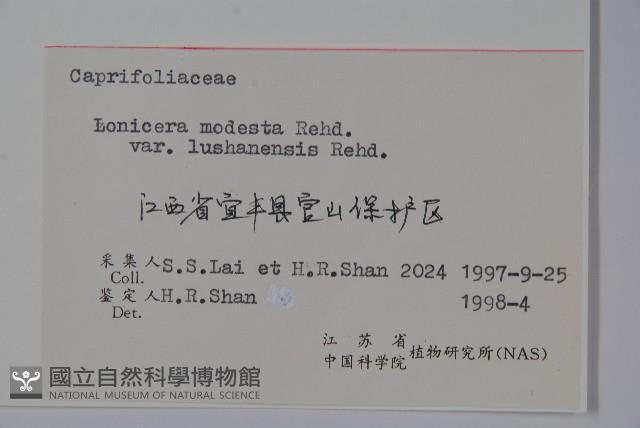 Caprifoliaceae
Lonicera modesta Rehd.
var. lushanensis Rehd.
江西省宜丰县官山保护区
采集人 S.S.Lai et H.R.Shan 2024 1997-9-25
Coll.
鉴定人 H.R.Shan 1998-4
Det.
江苏省
中国科学院 植物研究所(NAS)
國立自然科學博物館
NATIONAL MUSEUM OF NATURAL SCIENCE